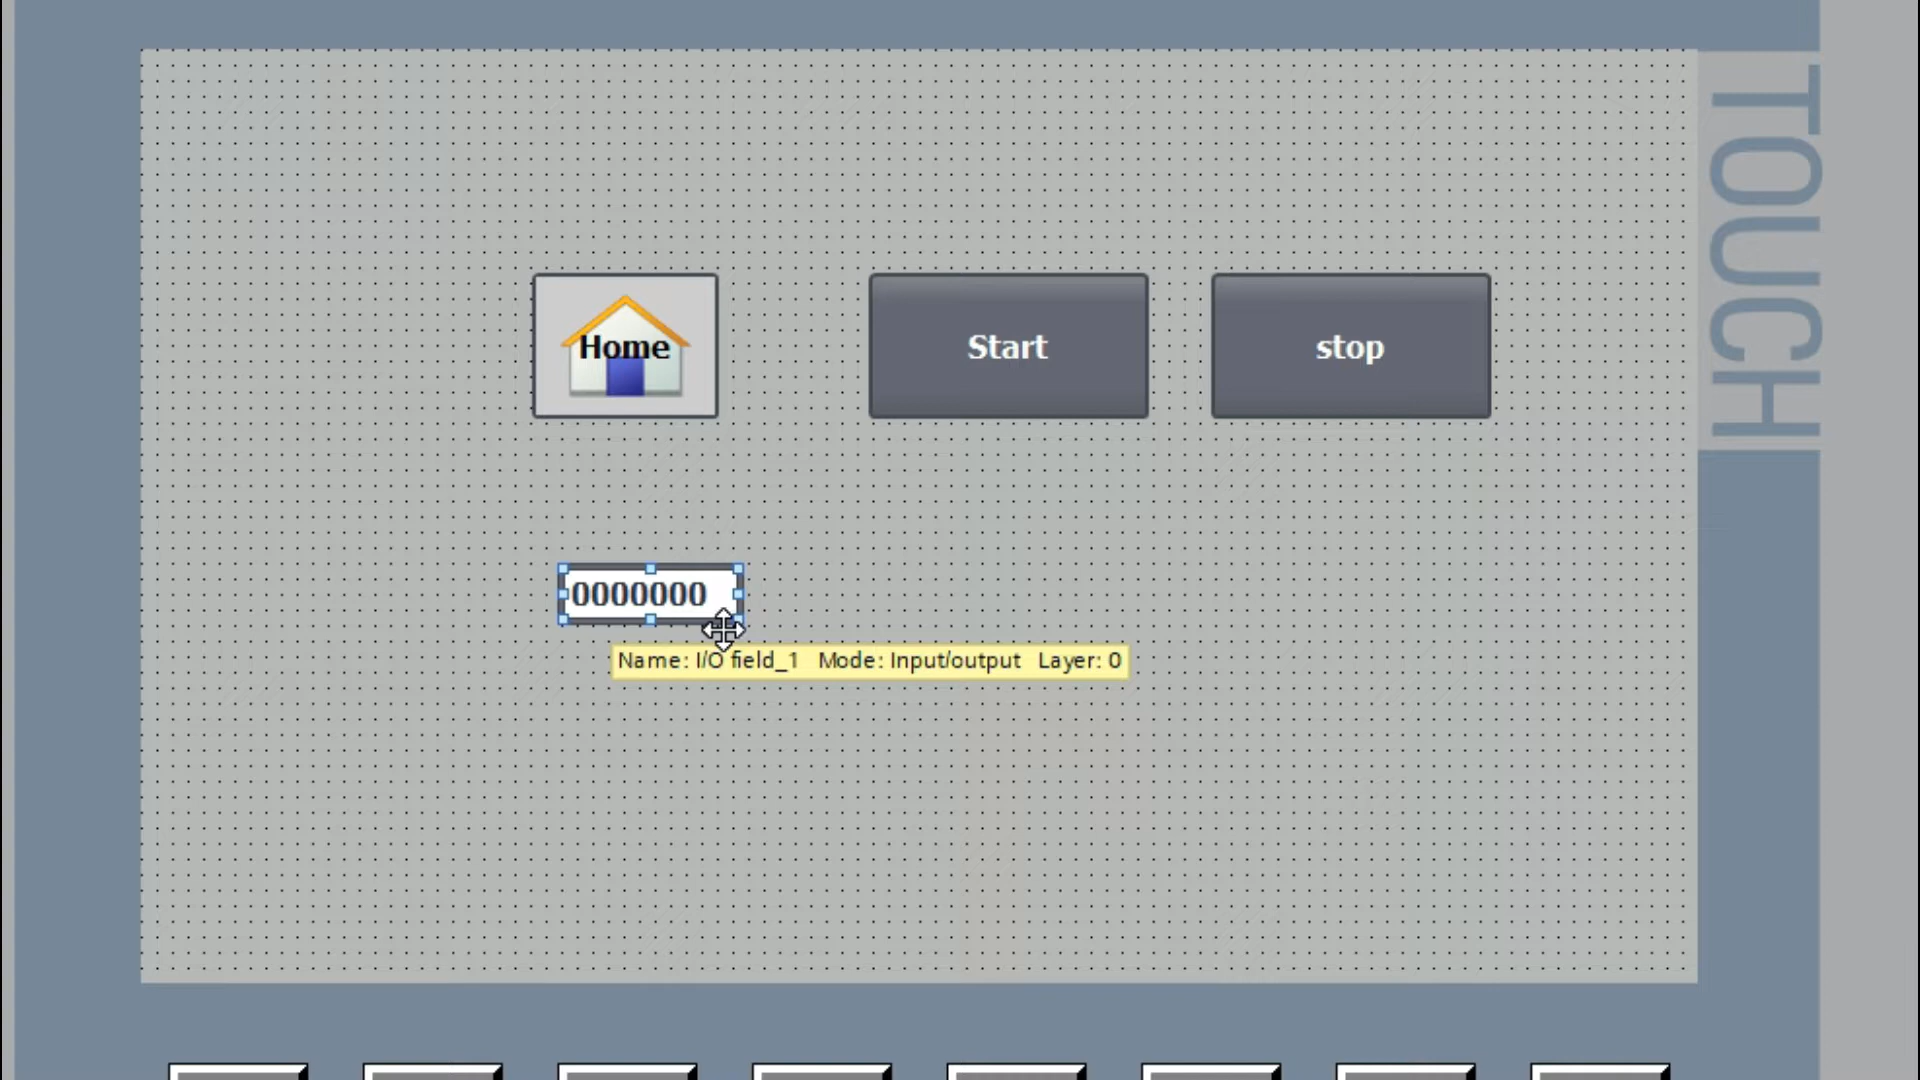 TOUCH
Home
Start
stop
0000000
Name: I/O field_1 Mode: Input/output Layer: 0